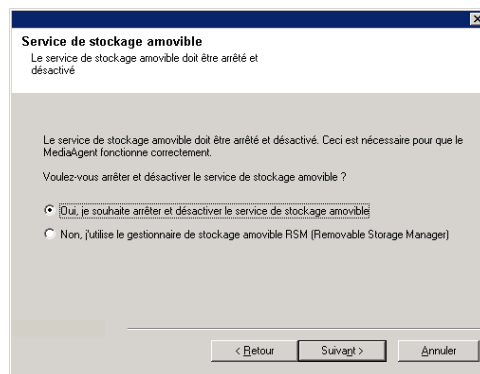 Service de stockage amovible
Le service de stockage amovible doit être arrêté et
désactivé
Le service de stockage amovible doit être arrêté et désactivé. Ceci est nécessaire pour que le
MediaAgent fonctionne correctement.
Voulez-vous arrêter et désactiver le service de stockage amovible ?
Oui, je souhaite arrêter et désactiver le service de stockage amovible
Non, j'utilise le gestionnaire de stockage amovible RSM (Removable Storage Manager)
< Retour
Suivant >
Annuler